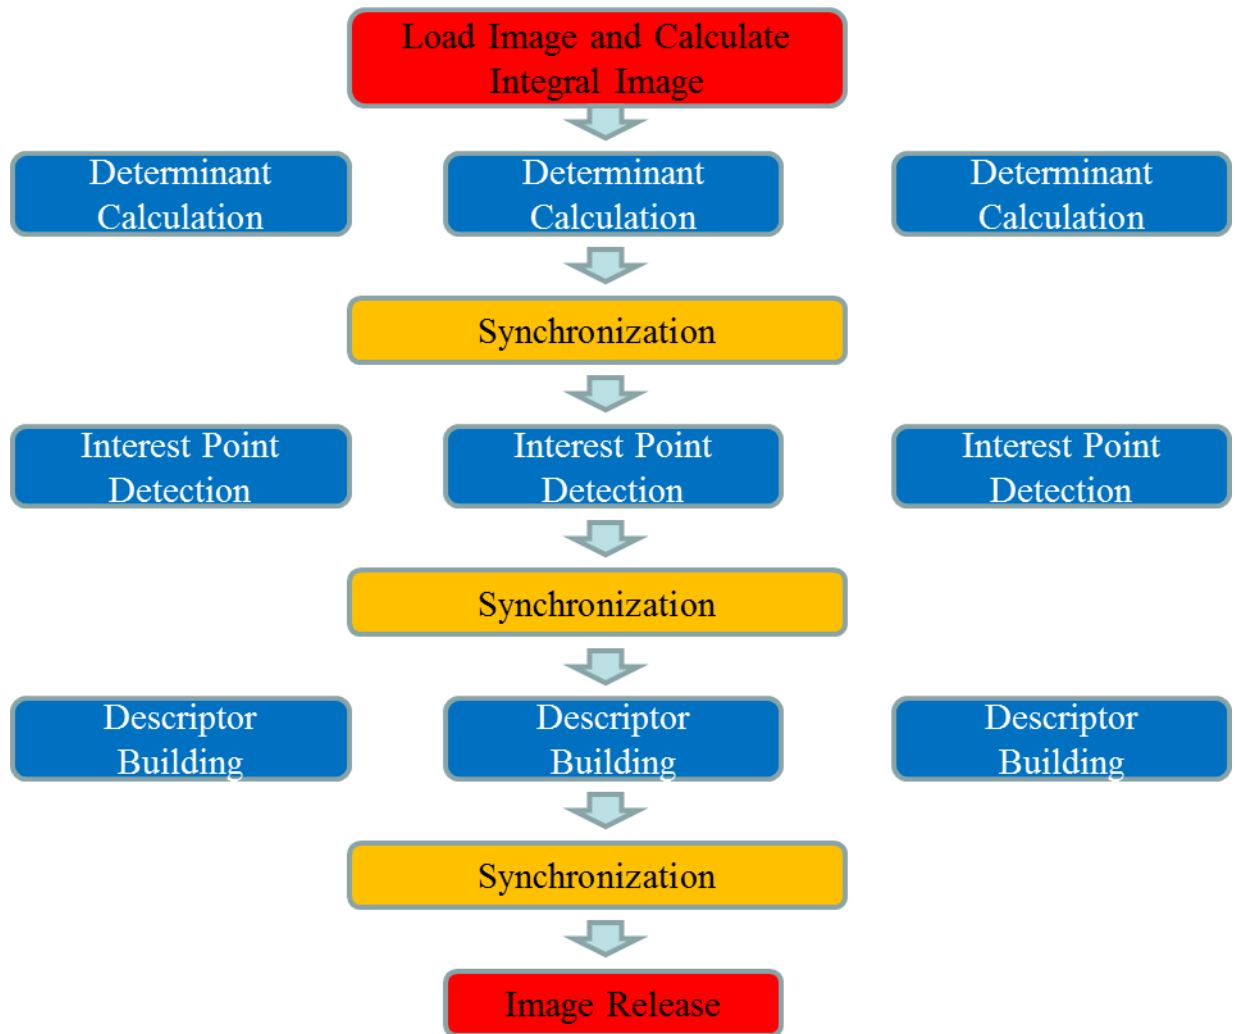 Load Image and Calculate
Integral Image
Determinant
Calculation
Determinant
Calculation
Determinant
Calculation
Synchronization
Interest Point
Detection
Interest Point
Detection
Interest Point
Detection
Synchronization
Descriptor
Building
Descriptor
Building
Descriptor
Building
Synchronization
Image Release